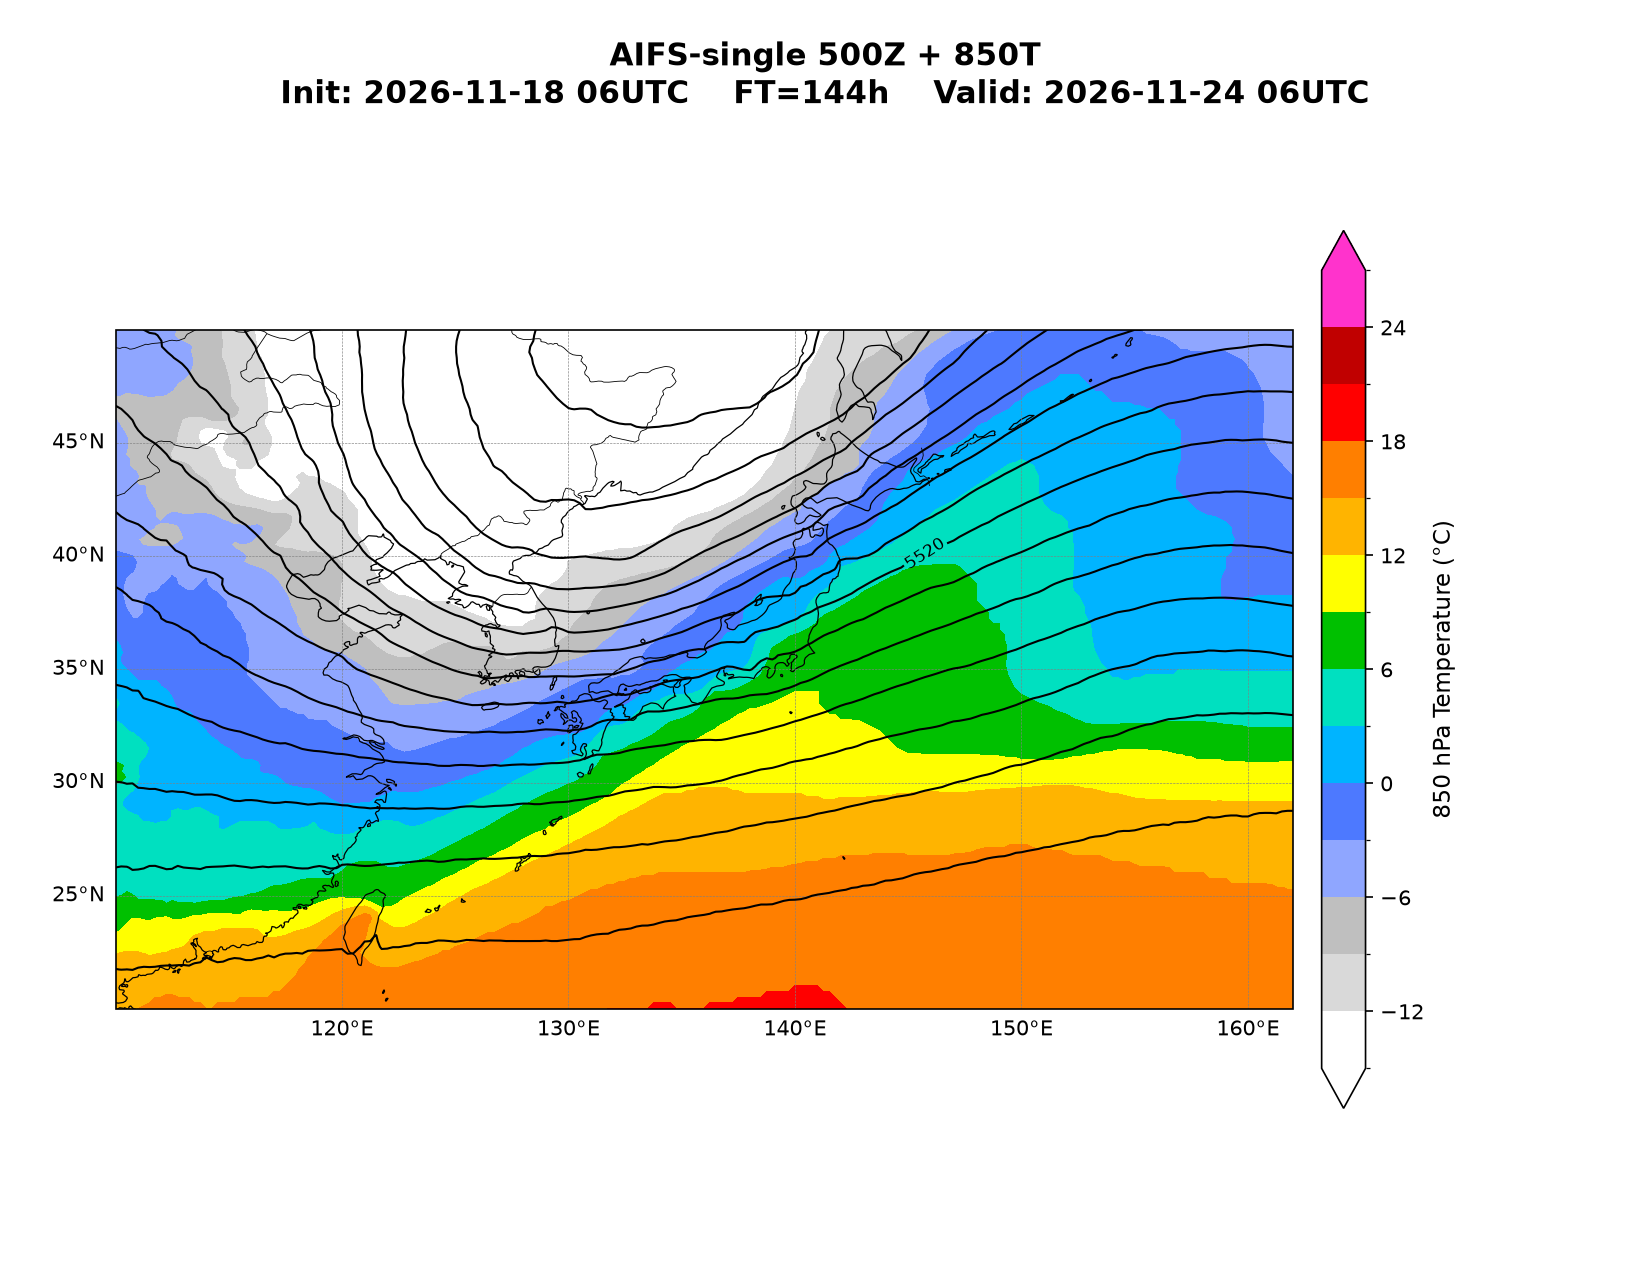 AIFS-single 500Z + 850T
Init: 2026-11-18 06UTC    FT=144h    Valid: 2026-11-24 06UTC
24
18
12
6
0
−6
−12
850 hPa Temperature (°C)
45°N
40°N
35°N
30°N
25°N
5520
120°E
130°E
140°E
150°E
160°E